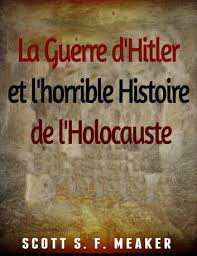 La Guerre d'Hitler
et l'horrible Histoire
de l'Holocauste
SCOTT S. F. MEAKER